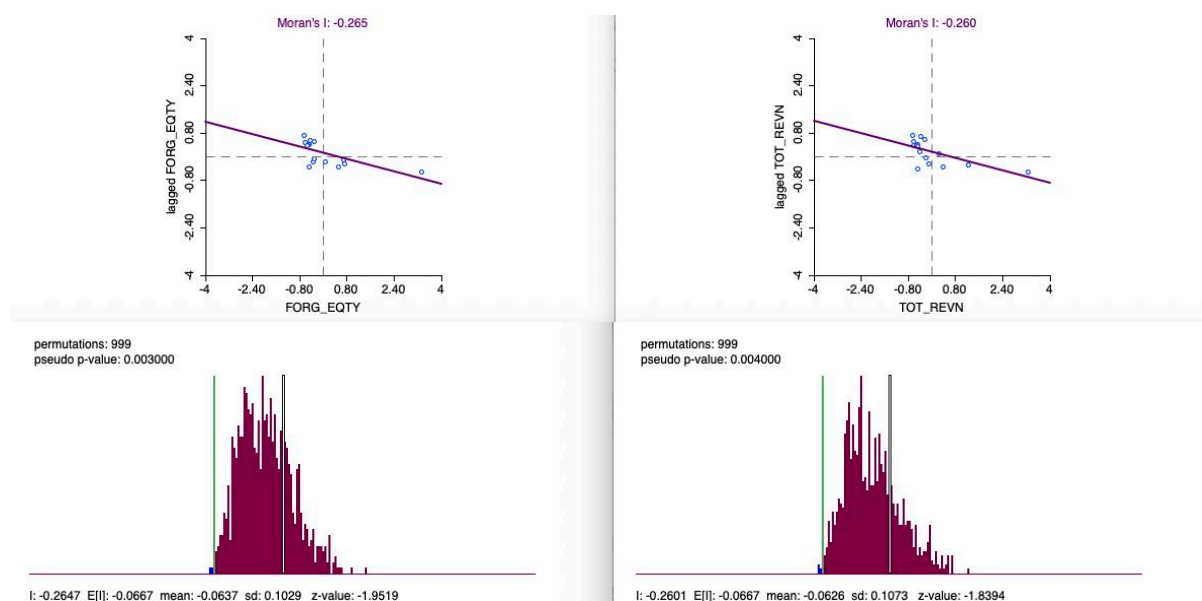 Moran's I: -0.265
lagged FORG_EQTY
4
2.40
0.80
-0.80
-2.40
-4
-4 -2.40 -0.80 0.80 2.40 4
FORG_EQTY
Moran's I: -0.260
lagged TOT_REVN
4
2.40
0.80
-0.80
-2.40
-4
-4 -2.40 -0.80 0.80 2.40 4
TOT_REVN
permutations: 999
pseudo p-value: 0.003000
I: -0.2647 E[I]: -0.0667 mean: -0.0637 sd: 0.1029 z-value: -1.9519
permutations: 999
pseudo p-value: 0.004000
I: -0.2601 E[I]: -0.0667 mean: -0.0626 sd: 0.1073 z-value: -1.8394